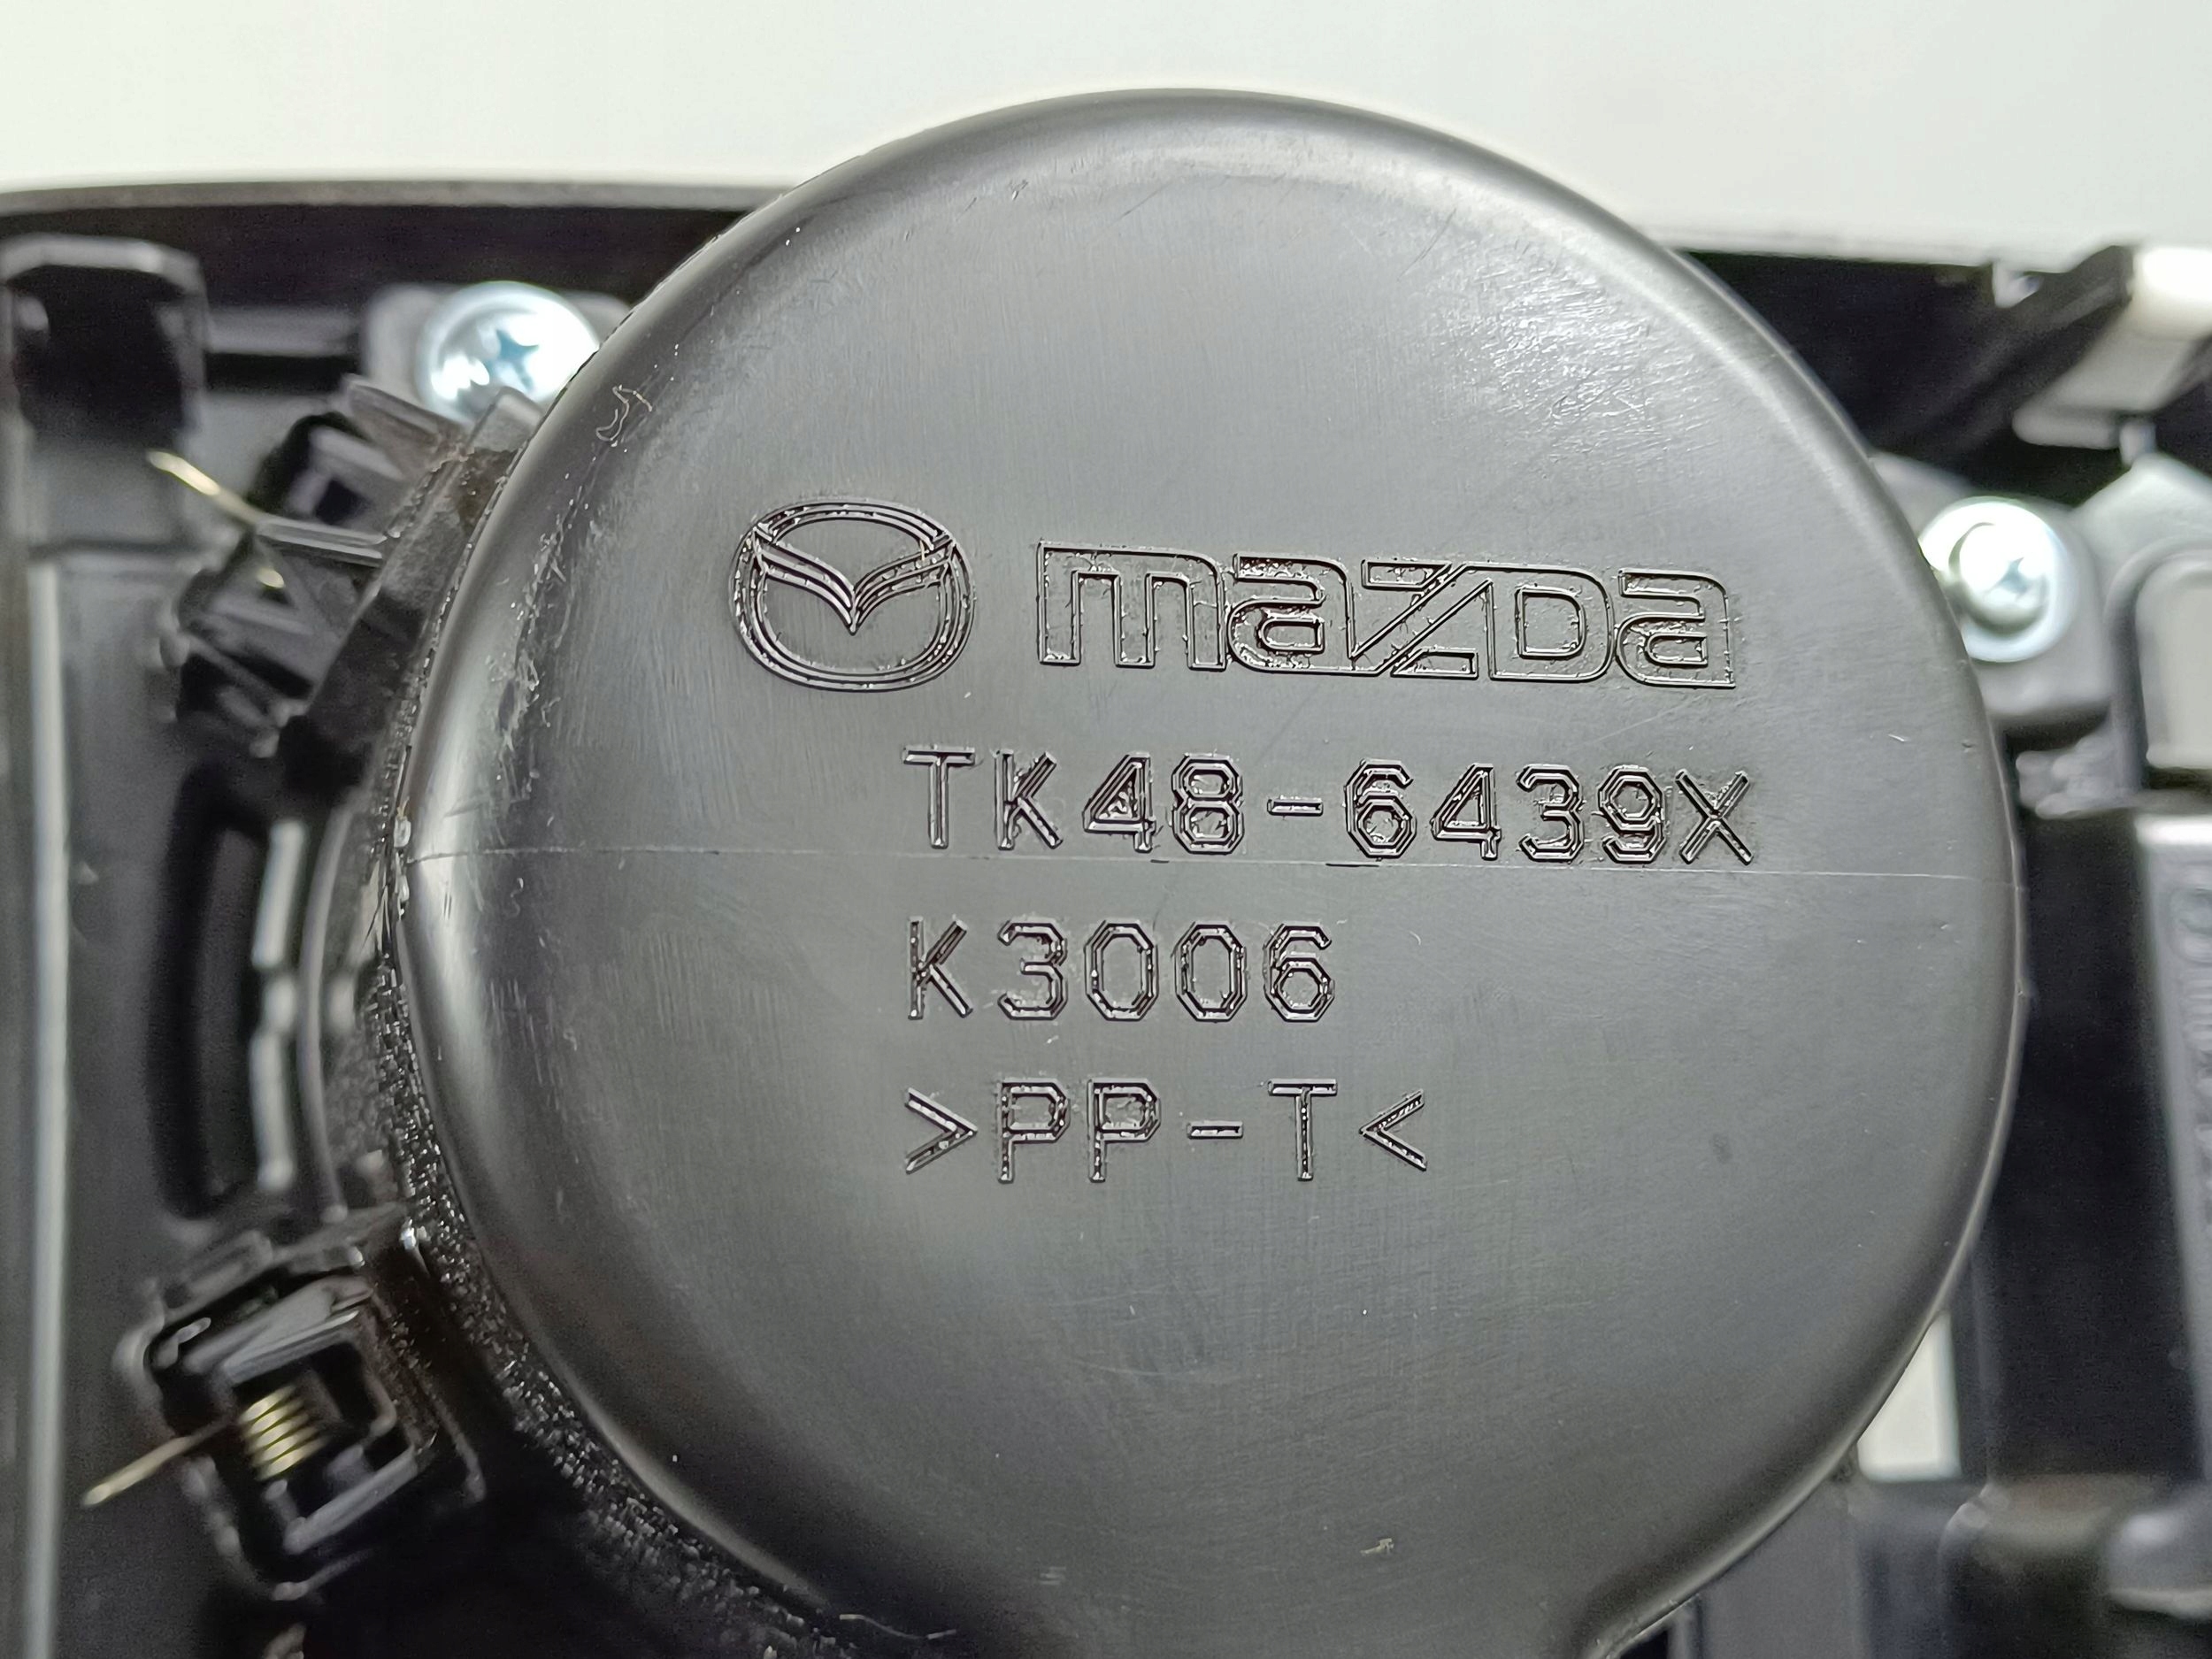 mazda
TK48-6439X
K3006
>PP-T<